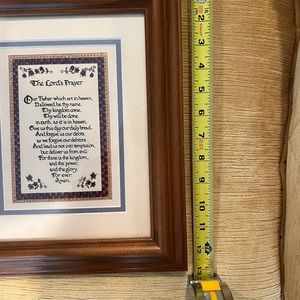 The Lord's Prayer
Our Father which art in heaven,
Hallowed be thy name.
Thy kingdom come.
Thy will be done
in earth, as it is in heaven.
Give us this day our daily bread.
And forgive us our debts,
as we forgive our debtors.
And lead us not into temptation,
but deliver us from evil:
For thine is the kingdom,
and the power,
and the glory,
For ever.
Amen.
2
3
4
5
6
7
8
9
10
11
12
13